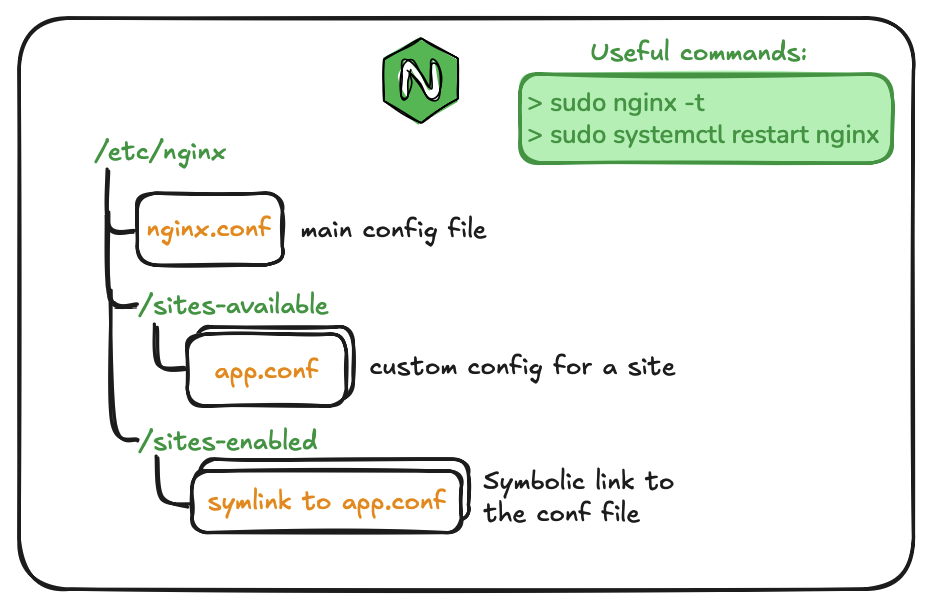 N
Useful commands:
> sudo nginx -t
> sudo systemctl restart nginx
/etc/nginx
nginx.conf main config file
/sites-available
app.conf custom config for a site
/sites-enabled
symlink to app.conf
Symbolic link to
the conf file